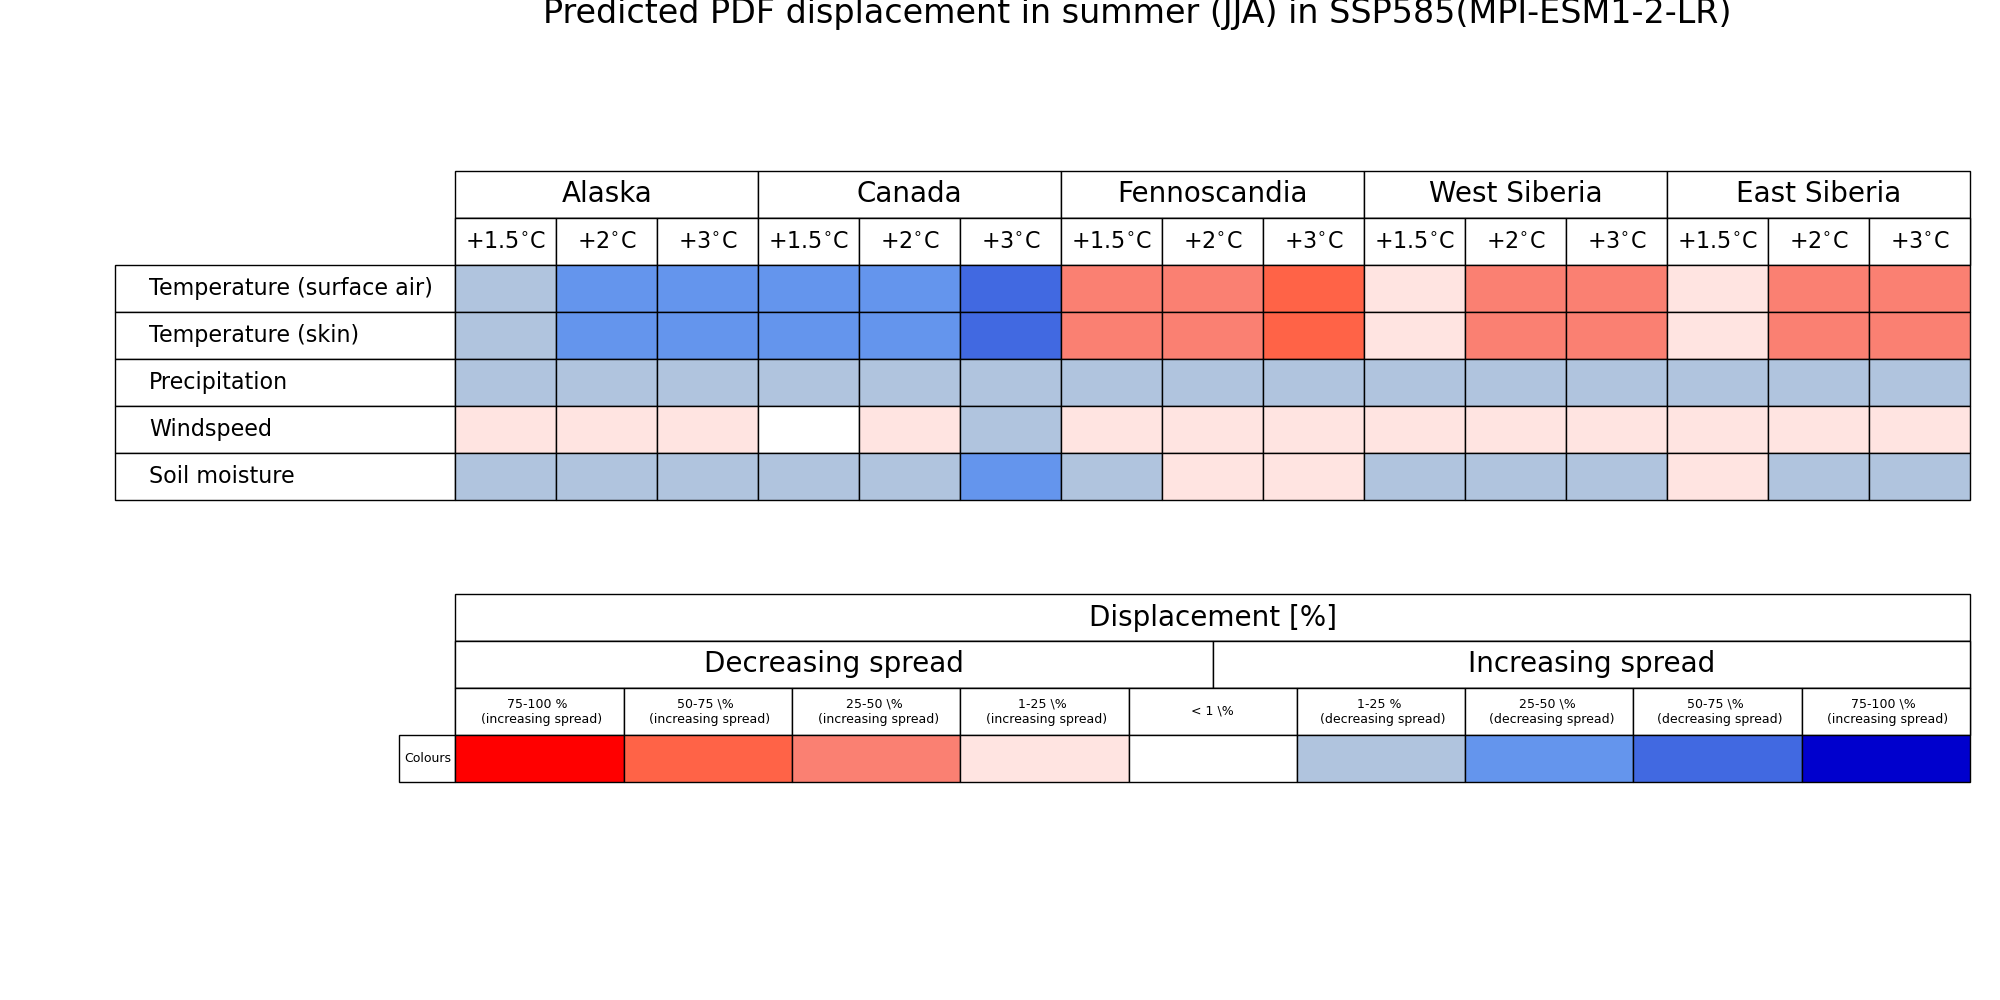 Predicted PDF displacement in summer (JJA) in SSP585(MPI-ESM1-2-LR)
Alaska Canada Fennoscandia West Siberia East Siberia
+1.5°C +2°C +3°C +1.5°C +2°C +3°C +1.5°C +2°C +3°C +1.5°C +2°C +3°C +1.5°C +2°C +3°C
Temperature (surface air)
Temperature (skin)
Precipitation
Windspeed
Soil moisture
Displacement [%]
Decreasing spread Increasing spread
75-100 % 50-75 \% 25-50 \% 1-25 \% < 1 \% 1-25 % 25-50 \% 50-75 \% 75-100 \%
(increasing spread) (increasing spread) (increasing spread) (increasing spread) (decreasing spread) (decreasing spread) (decreasing spread) (increasing spread)
Colours